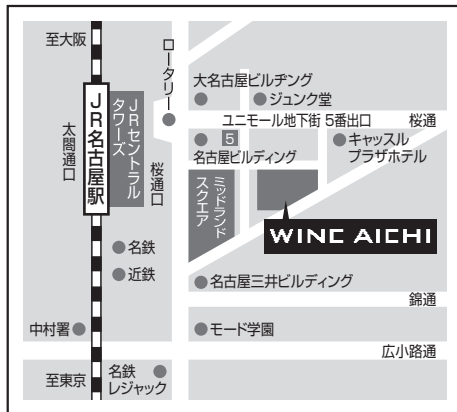 至大阪
ロータリー
大名古屋ビルヂング
ジュンク堂
ユニモール地下街 5番出口
桜通
5
キャッスル
プラザホテル
名古屋ビルディング
JR名古屋駅
JRセントラル
タワーズ
太閤通口
桜通口
ミッドランド
スクエア
WINC AICHI
名鉄
近鉄
名古屋三井ビルディング
錦通
中村署
モード学園
広小路通
至東京
名鉄
レジャック